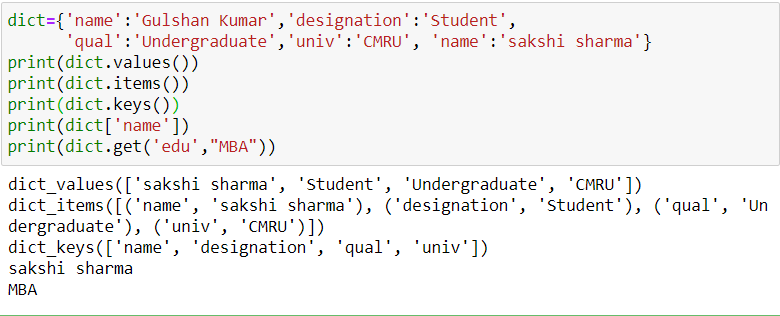 dict={'name':'Gulshan Kumar','designation':'Student',
'qual':'Undergraduate','univ':'CMRU', 'name':'sakshi sharma'}
print(dict.values())
print(dict.items())
print(dict.keys())
print(dict['name'])
print(dict.get('edu',"MBA"))
dict_values(['sakshi sharma', 'Student', 'Undergraduate', 'CMRU'])
dict_items([('name', 'sakshi sharma'), ('designation', 'Student'), ('qual', 'Un
dergraduate'), ('univ', 'CMRU')])
dict_keys(['name', 'designation', 'qual', 'univ'])
sakshi sharma
MBA